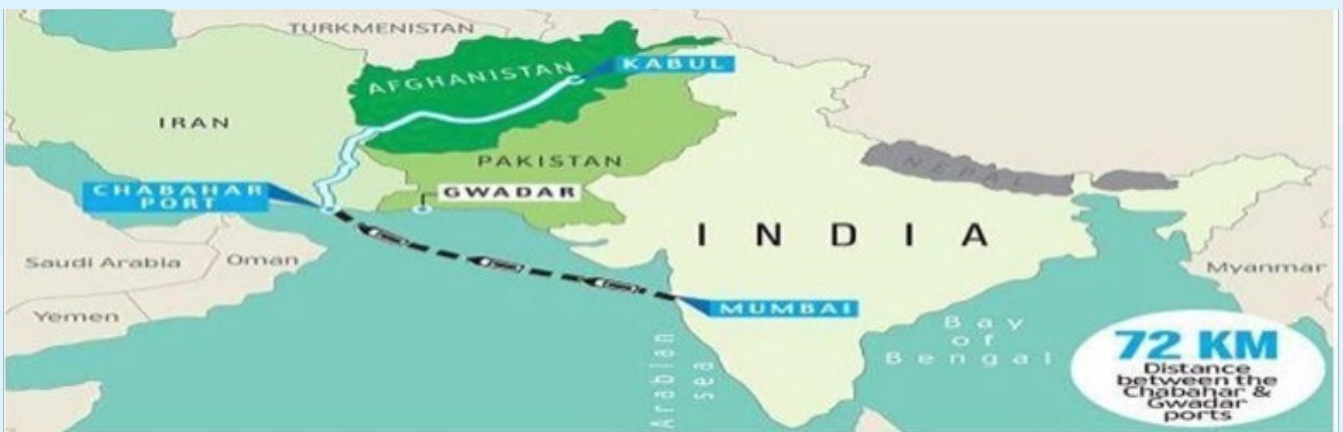 TURKMENISTAN
AFGHANISTAN
KABUL
IRAN
PAKISTAN
CHABAHAR
PORT
GWADAR
NEPAL
INDIA
Saudi Arabia
Oman
Myanmar
Yemen
MUMBAI
Arabian
sea
Bay
of
Bengal
72 KM
Distance
between the
Chabahar &
Gwadar
ports